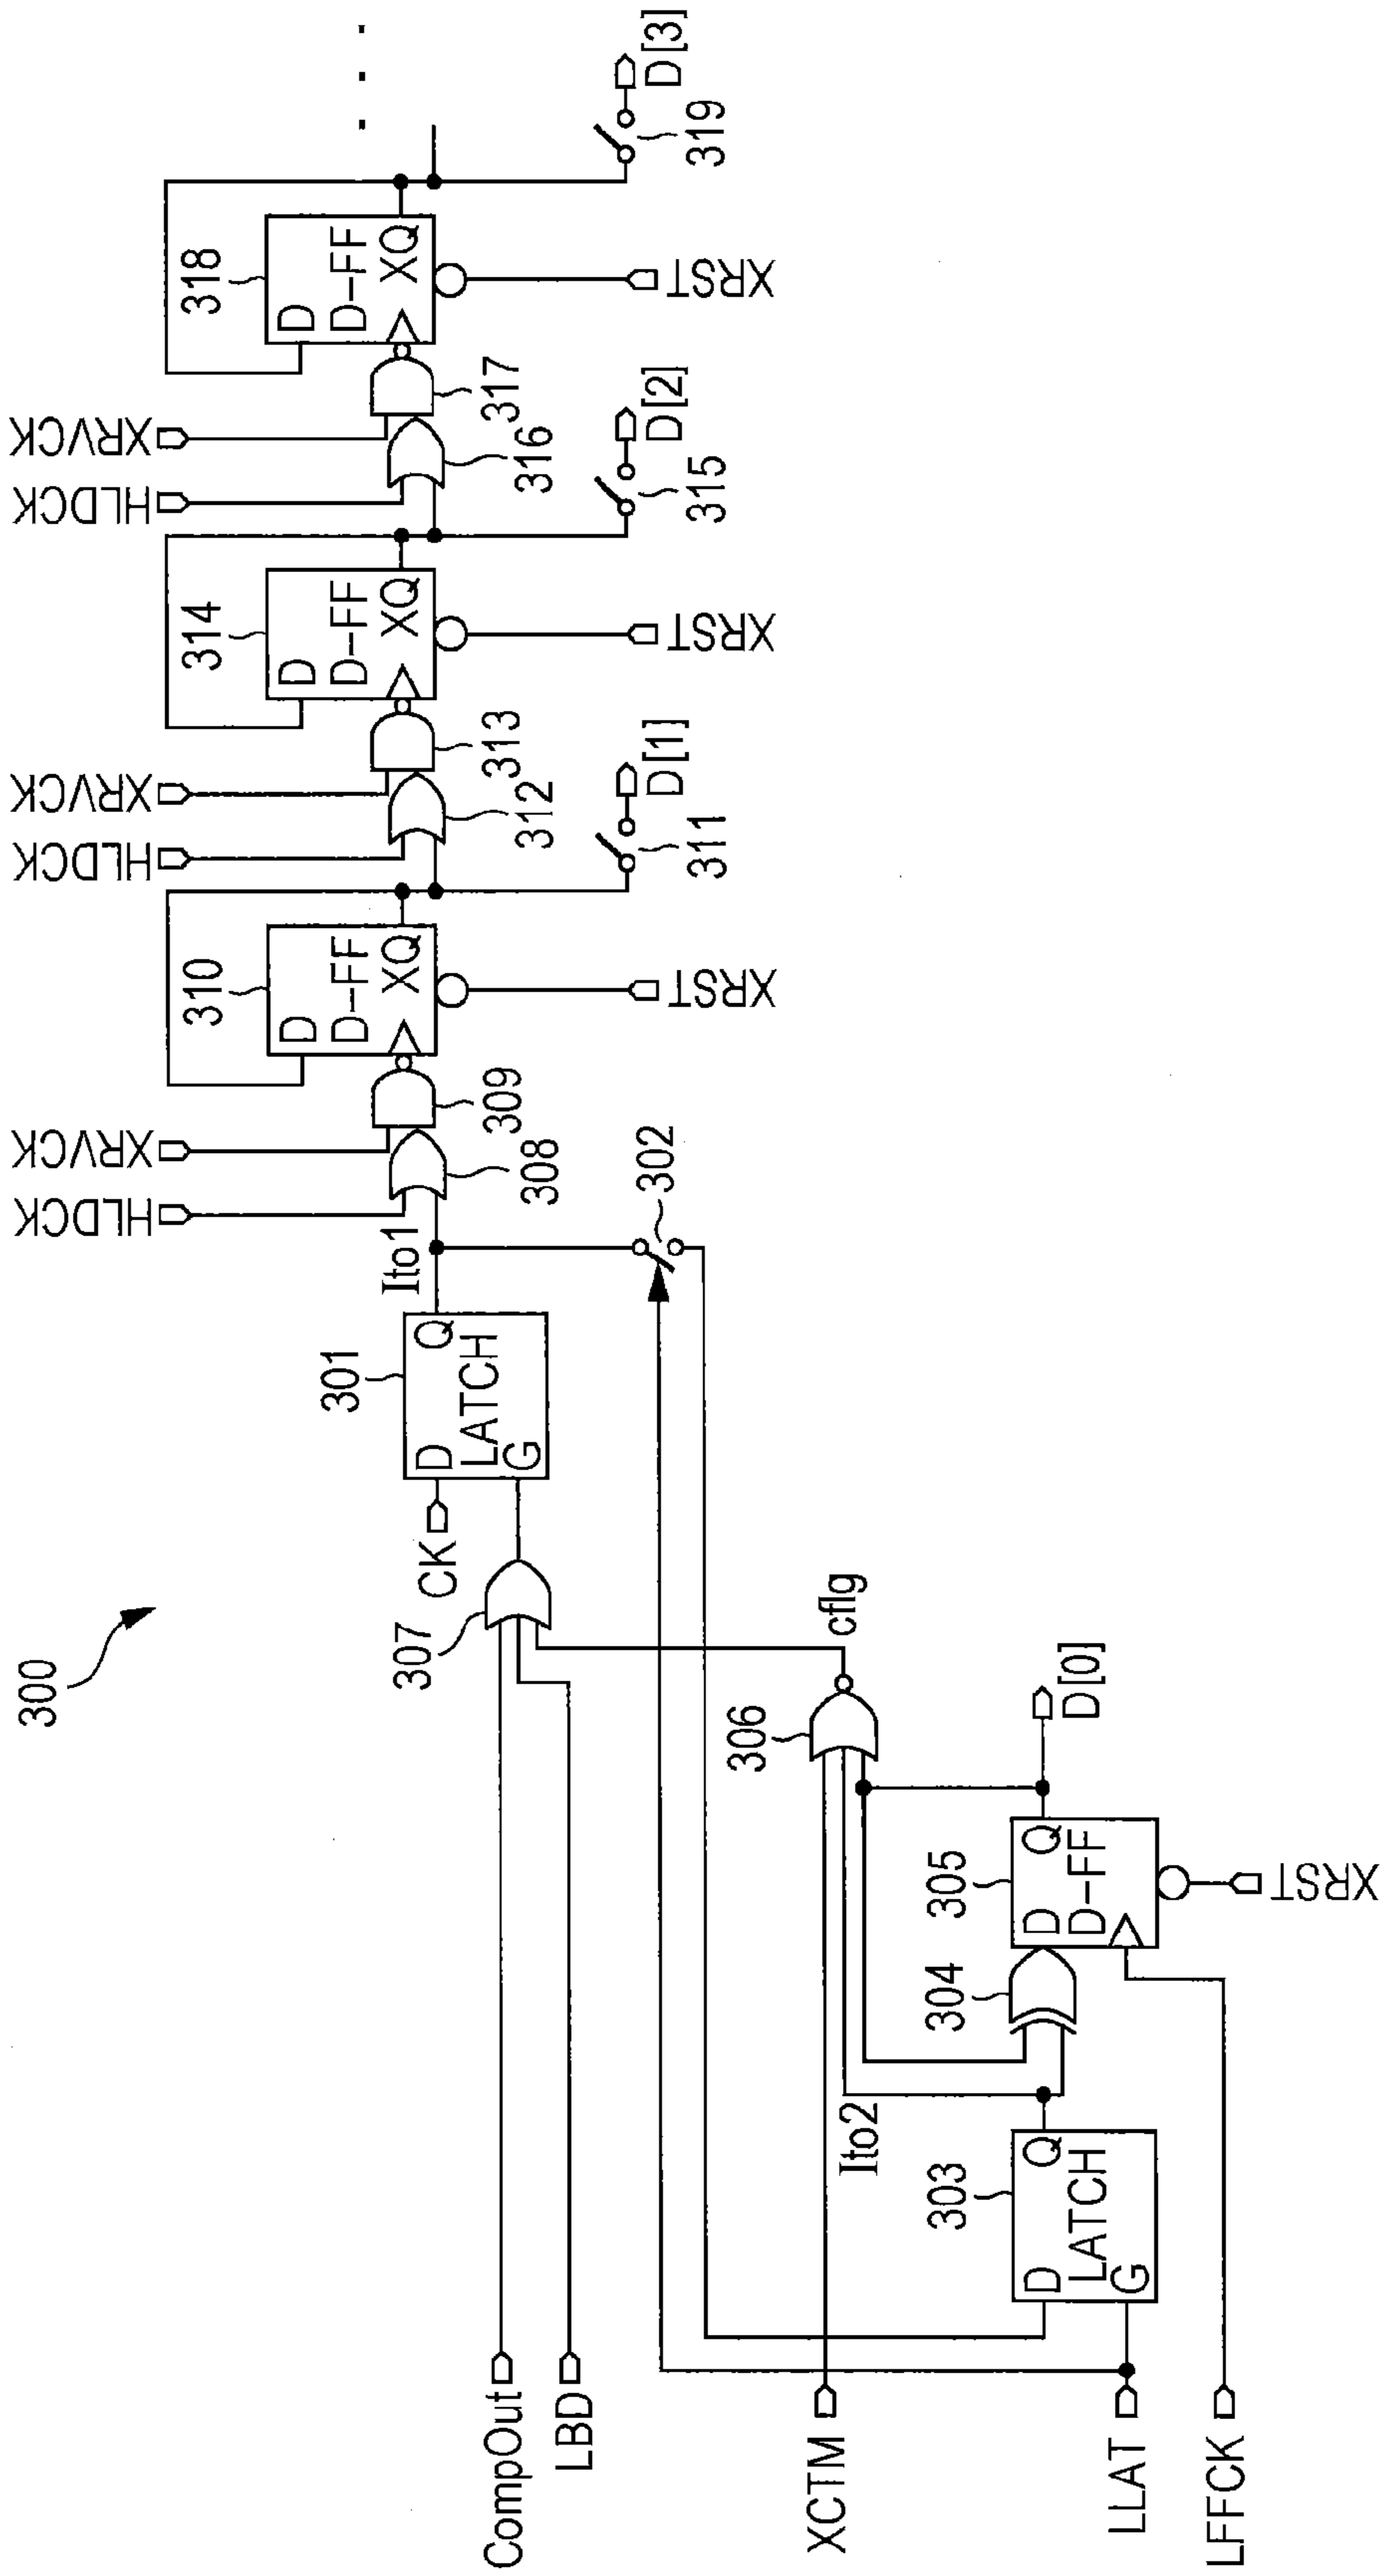 300
CompOut
LBD
307
CK
301
D
Q
LATCH
G
lto1
HLDCK
XRVCK
308
309
310
D
D-FF
XQ
XRST
311
D[1]
HLDCK
XRVCK
312
313
314
D
D-FF
XQ
XRST
315
D[2]
HLDCK
XRVCK
316
317
318
D
D-FF
XQ
XRST
319
D[3]
. . .
302
XCTM
LLAT
LFFCK
303
D
Q
LATCH
G
lto2
304
305
D
Q
D-FF
XRST
306
cflg
D[0]